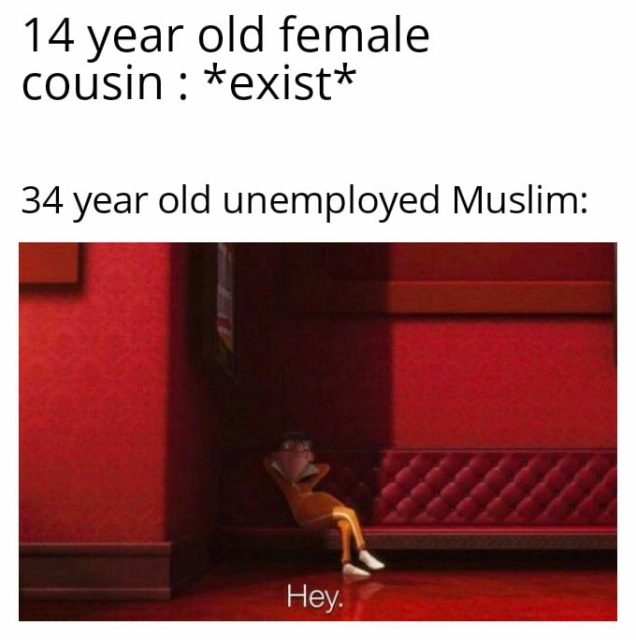 14 year old female
cousin : *exist*
34 year old unemployed Muslim:
Hey.